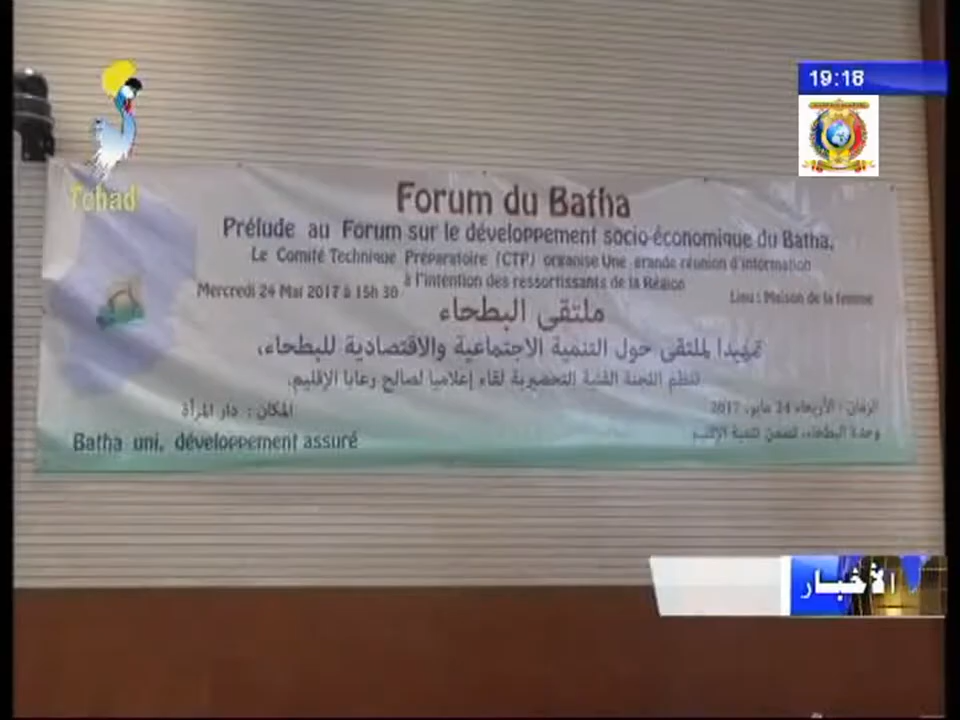 19:18
Tchad
Forum du Batha
Prélude au Forum sur le développement socio-économique du Batha.
Le Comité Technique Préparatoire (CTP) organise Une grande réunion d'information
à l'intention des ressortissants de la Région
Mercredi 24 Mai 2017 à 15h 30
Lieu : Maison de la femme
ملتقى البطحاء
تمهيدا لملتقى حول التنمية الاجتماعية والاقتصادية للبطحاء،
تنظم اللجنة الفنية التحضيرية لقاء إعلاميا لصالح رعايا الإقليم.
الزمان : الأربعاء 24 مايو، 2017
المكان : دار المرأة
وحدة البطحاء، تضمن تنمية الإقليم
Batha uni, développement assuré
الأخبار